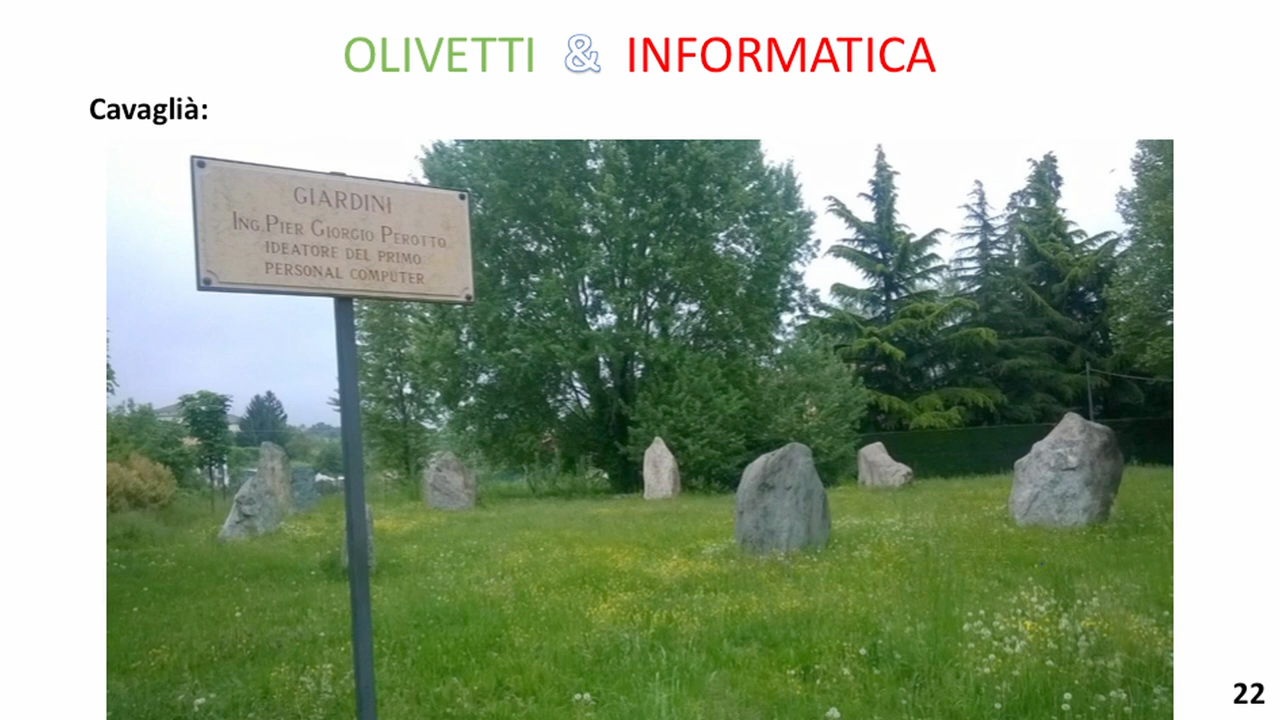 OLIVETTI & INFORMATICA
Cavaglià:
GIARDINI
ING. PIER GIORGIO PEROTTO
IDEATORE DEL PRIMO
PERSONAL COMPUTER
22